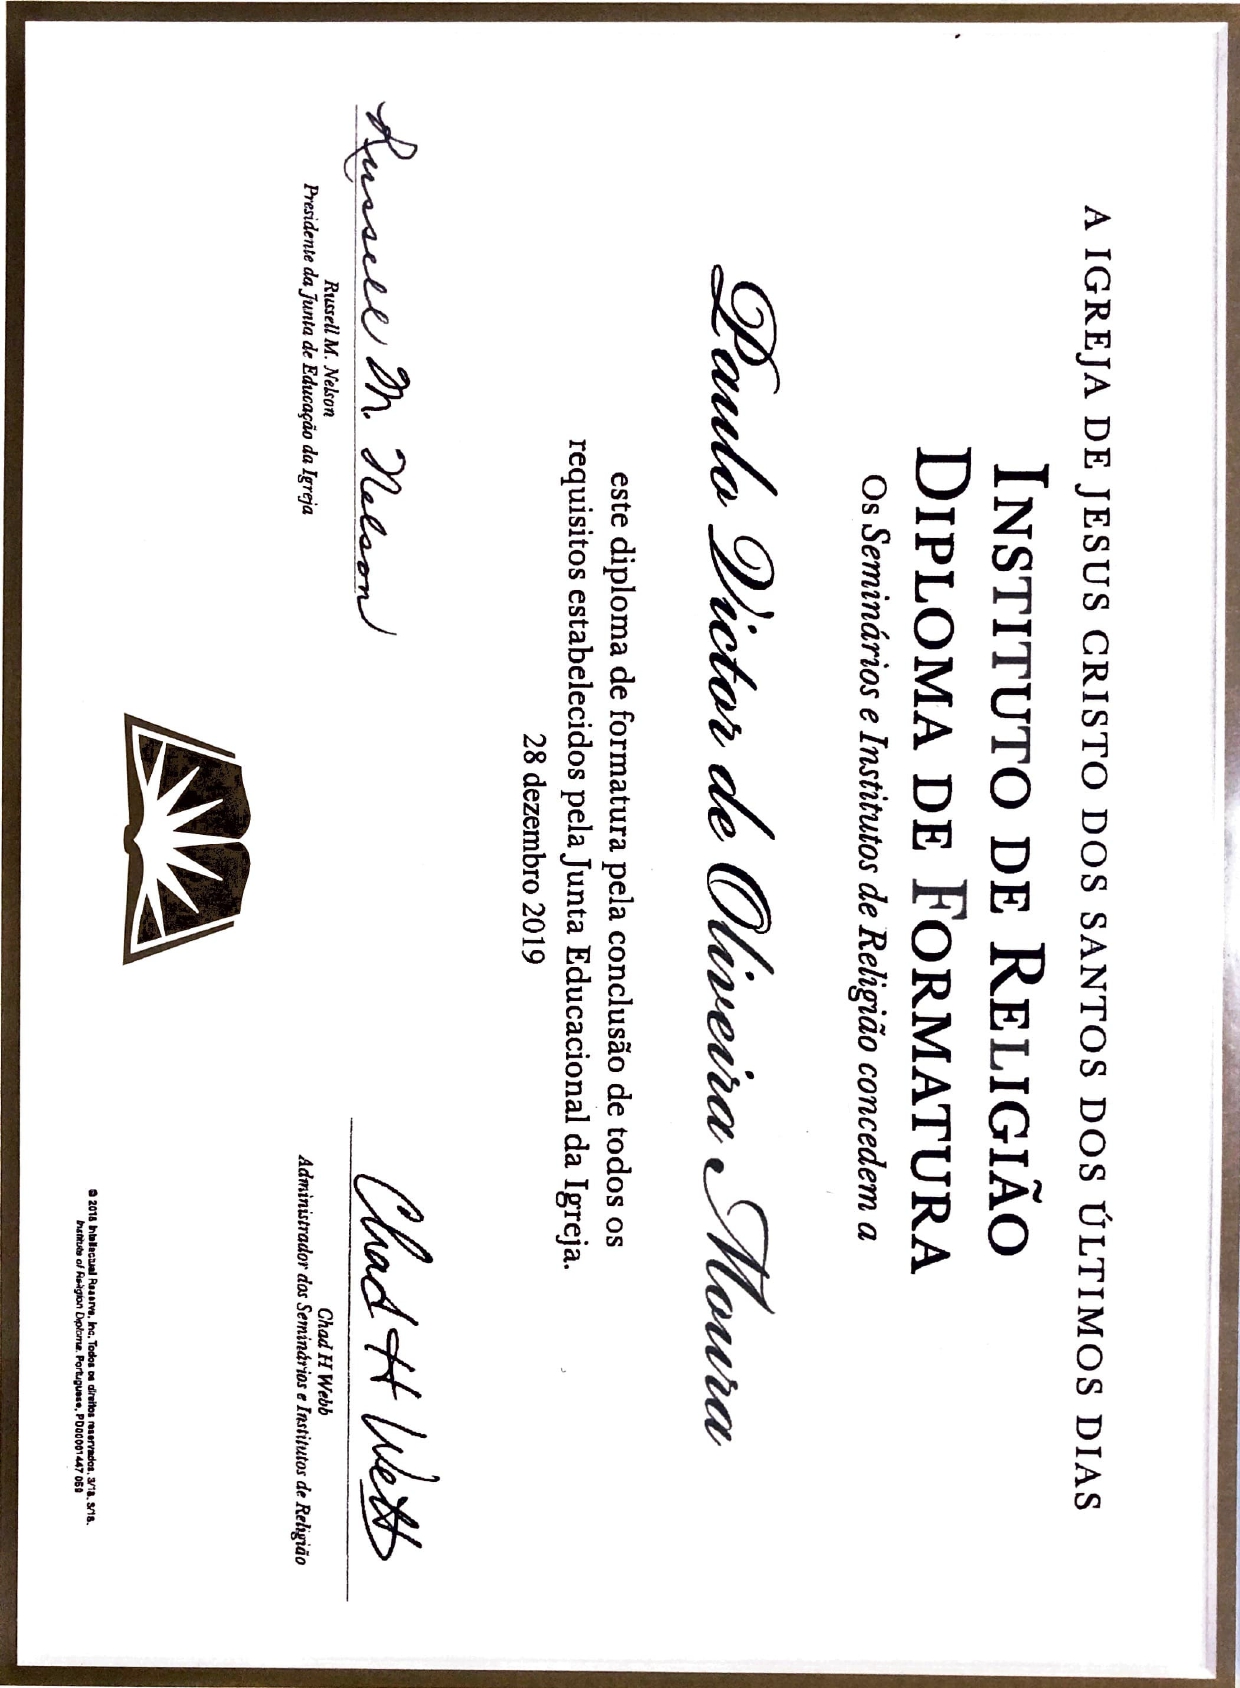 A IGREJA DE JESUS CRISTO DOS SANTOS DOS ÚLTIMOS DIAS
INSTITUTO DE RELIGIÃO
DIPLOMA DE FORMATURA
Os Seminários e Institutos de Religião concedem a
Paulo Victor de Oliveira Moura
este diploma de formatura pela conclusão de todos os
requisitos estabelecidos pela Junta Educacional da Igreja.
28 dezembro 2019
Russell M. Nelson
Russell M. Nelson
Presidente da Junta de Educação da Igreja
Chad H Webb
Chad H Webb
Administrador dos Seminários e Institutos de Religião
© 2018 Intellectual Reserve, Inc. Todos os direitos reservados. 3/18. 3/18.
Institute of Religion Diploma. Portuguese. PD60001447 059